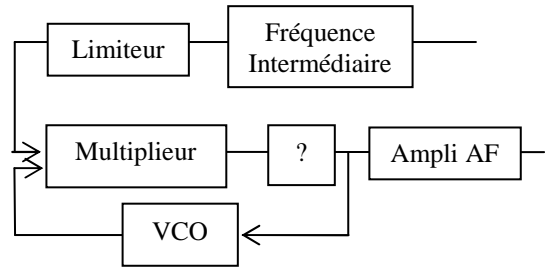 Limiteur
Fréquence
Intermédiaire
Multiplieur
?
Ampli AF
VCO